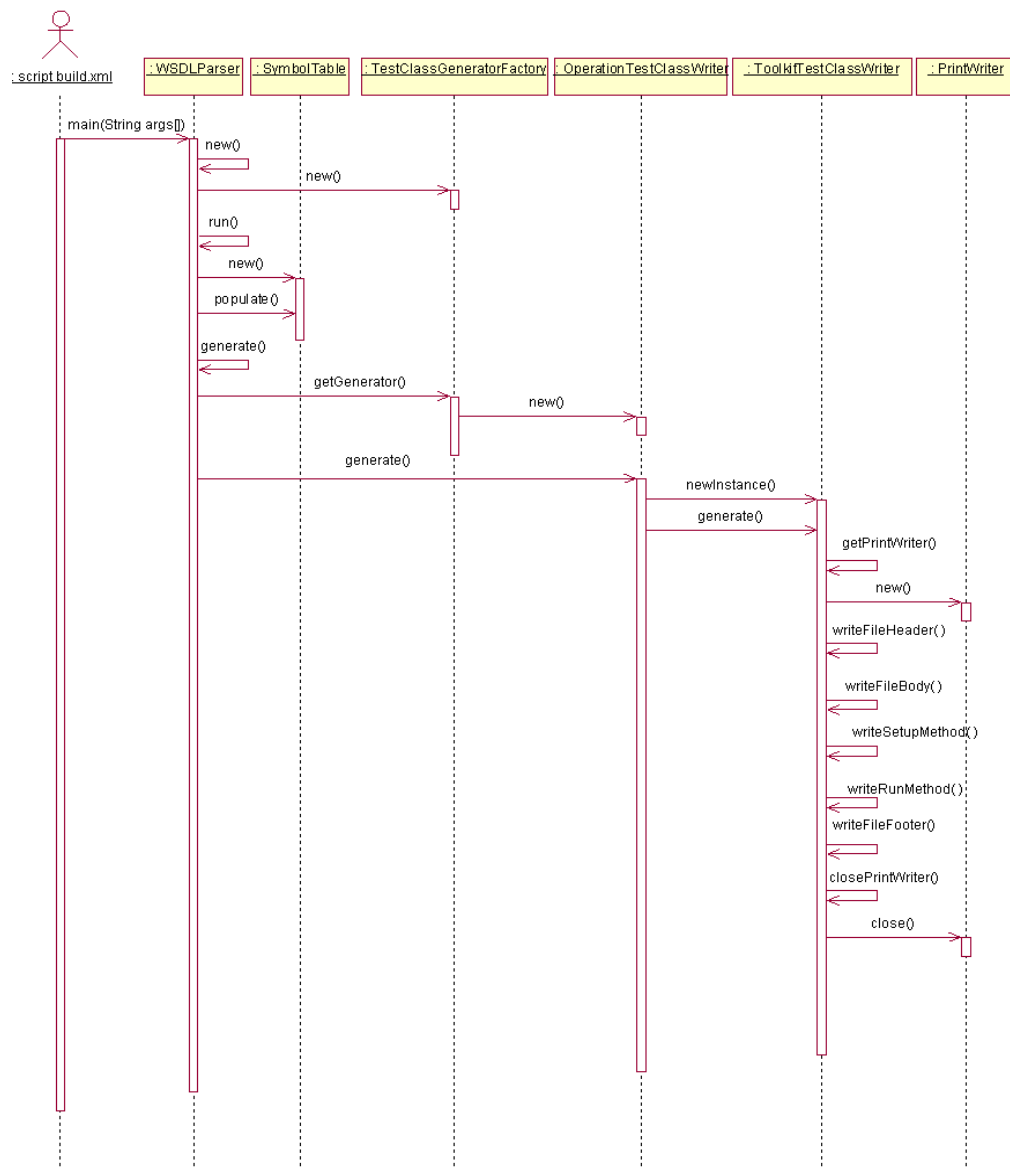 : script build.xml
: WSDLParser
: SymbolTable
: TestClassGeneratorFactory
: OperationTestClassWriter
: ToolkitTestClassWriter
: PrintWriter
main(String args[])
new()
new()
run()
new()
populate()
generate()
getGenerator()
new()
generate()
newInstance()
generate()
getPrintWriter()
new()
writeFileHeader()
writeFileBody()
writeSetupMethod()
writeRunMethod()
writeFileFooter()
closePrintWriter()
close()